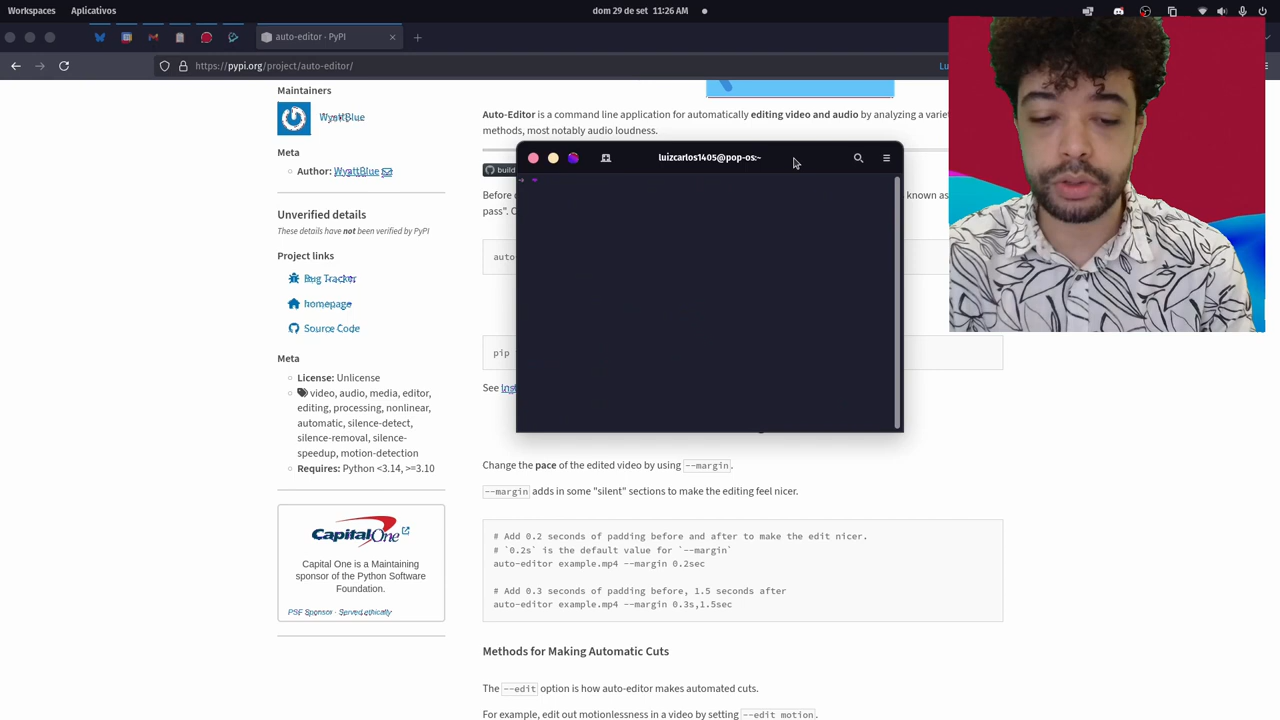 Workspaces Aplicativos dom 29 de set 11:26 AM
auto-editor · PyPI
https://pypi.org/project/auto-editor/ Lu
Maintainers
WyattBlue
Meta
Author: WyattBlue
Unverified details
These details have not been verified by PyPI
Project links
Bug Tracker
homepage
Source Code
Meta
License: Unlicense
video, audio, media, editor,
editing, processing, nonlinear,
automatic, silence-detect,
silence-removal, silence-
speedup, motion-detection
Requires: Python <3.14, >=3.10
CapitalOne
Capital One is a Maintaining
sponsor of the Python Software
Foundation.
PSF Sponsor · Served ethically
Auto-Editor is a command line application for automatically editing video and audio by analyzing a
methods, most notably audio loudness.
build
luizcarlos1405@pop-os:~
Before known as
pass".
auto
pip
See
Change the pace of the edited video by using --margin.
--margin adds in some "silent" sections to make the editing feel nicer.
# Add 0.2 seconds of padding before and after to make the edit nicer.
# `0.2s` is the default value for `--margin`
auto-editor example.mp4 --margin 0.2sec
# Add 0.3 seconds of padding before, 1.5 seconds after
auto-editor example.mp4 --margin 0.3s,1.5sec
Methods for Making Automatic Cuts
The --edit option is how auto-editor makes automated cuts.
For example, edit out motionlessness in a video by setting --edit motion.